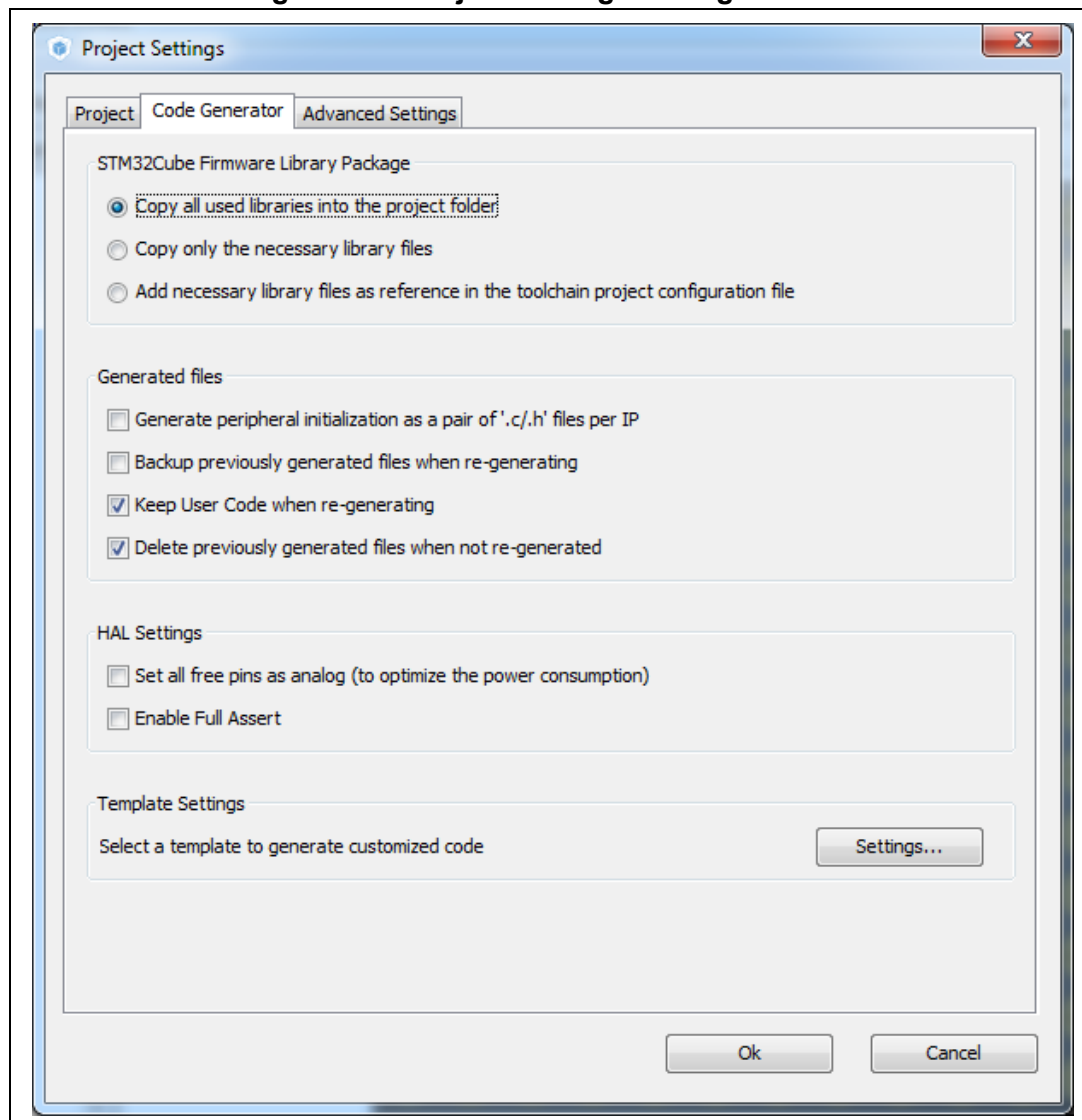 Project Settings
Project Code Generator Advanced Settings
STM32Cube Firmware Library Package
Copy all used libraries into the project folder
Copy only the necessary library files
Add necessary library files as reference in the toolchain project configuration file
Generated files
Generate peripheral initialization as a pair of '.c/.h' files per IP
Backup previously generated files when re-generating
Keep User Code when re-generating
Delete previously generated files when not re-generated
HAL Settings
Set all free pins as analog (to optimize the power consumption)
Enable Full Assert
Template Settings
Select a template to generate customized code Settings...
Ok Cancel